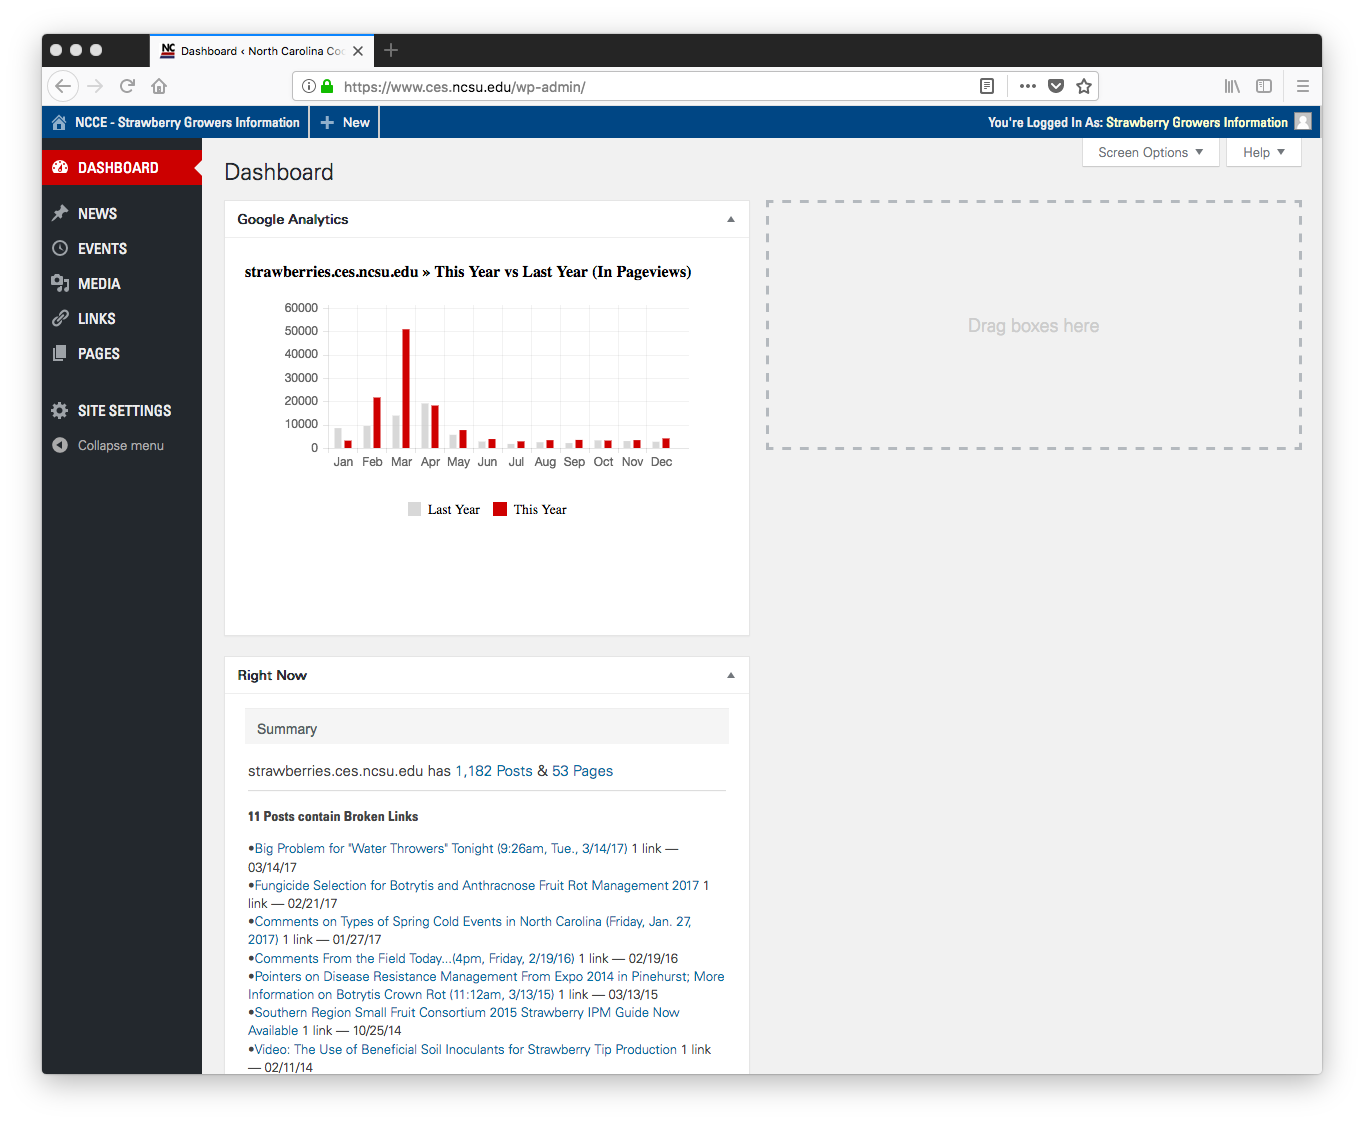 NC
Dashboard ‹ North Carolina Coo
https://www.ces.ncsu.edu/wp-admin/
NCCE - Strawberry Growers Information
New
You're Logged In As: Strawberry Growers Information
DASHBOARD
NEWS
EVENTS
MEDIA
LINKS
PAGES
SITE SETTINGS
Collapse menu
Dashboard
Screen Options
Help
Google Analytics
strawberries.ces.ncsu.edu » This Year vs Last Year (In Pageviews)
60000
50000
40000
30000
20000
10000
0
Jan Feb Mar Apr May Jun Jul Aug Sep Oct Nov Dec
Last Year This Year
Drag boxes here
Right Now
Summary
strawberries.ces.ncsu.edu has 1,182 Posts & 53 Pages
11 Posts contain Broken Links
•Big Problem for "Water Throwers" Tonight (9:26am, Tue., 3/14/17) 1 link —
03/14/17
•Fungicide Selection for Botrytis and Anthracnose Fruit Rot Management 2017 1
link — 02/21/17
•Comments on Types of Spring Cold Events in North Carolina (Friday, Jan. 27,
2017) 1 link — 01/27/17
•Comments From the Field Today...(4pm, Friday, 2/19/16) 1 link — 02/19/16
•Pointers on Disease Resistance Management From Expo 2014 in Pinehurst; More
Information on Botrytis Crown Rot (11:12am, 3/13/15) 1 link — 03/13/15
•Southern Region Small Fruit Consortium 2015 Strawberry IPM Guide Now
Available 1 link — 10/25/14
•Video: The Use of Beneficial Soil Inoculants for Strawberry Tip Production 1 link
— 02/11/14